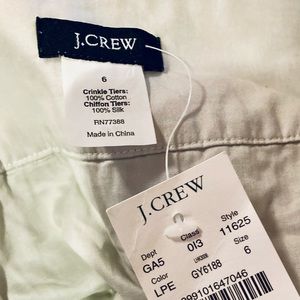 J.CREW
6
Crinkle Tiers:
100% Cotton
Chiffon Tiers:
100% Silk
RN77388
Made in China
J.CREW
Dept
Class
Style
GA5
013
11625
Color
Size
LPE
GY6188
6
99101647046